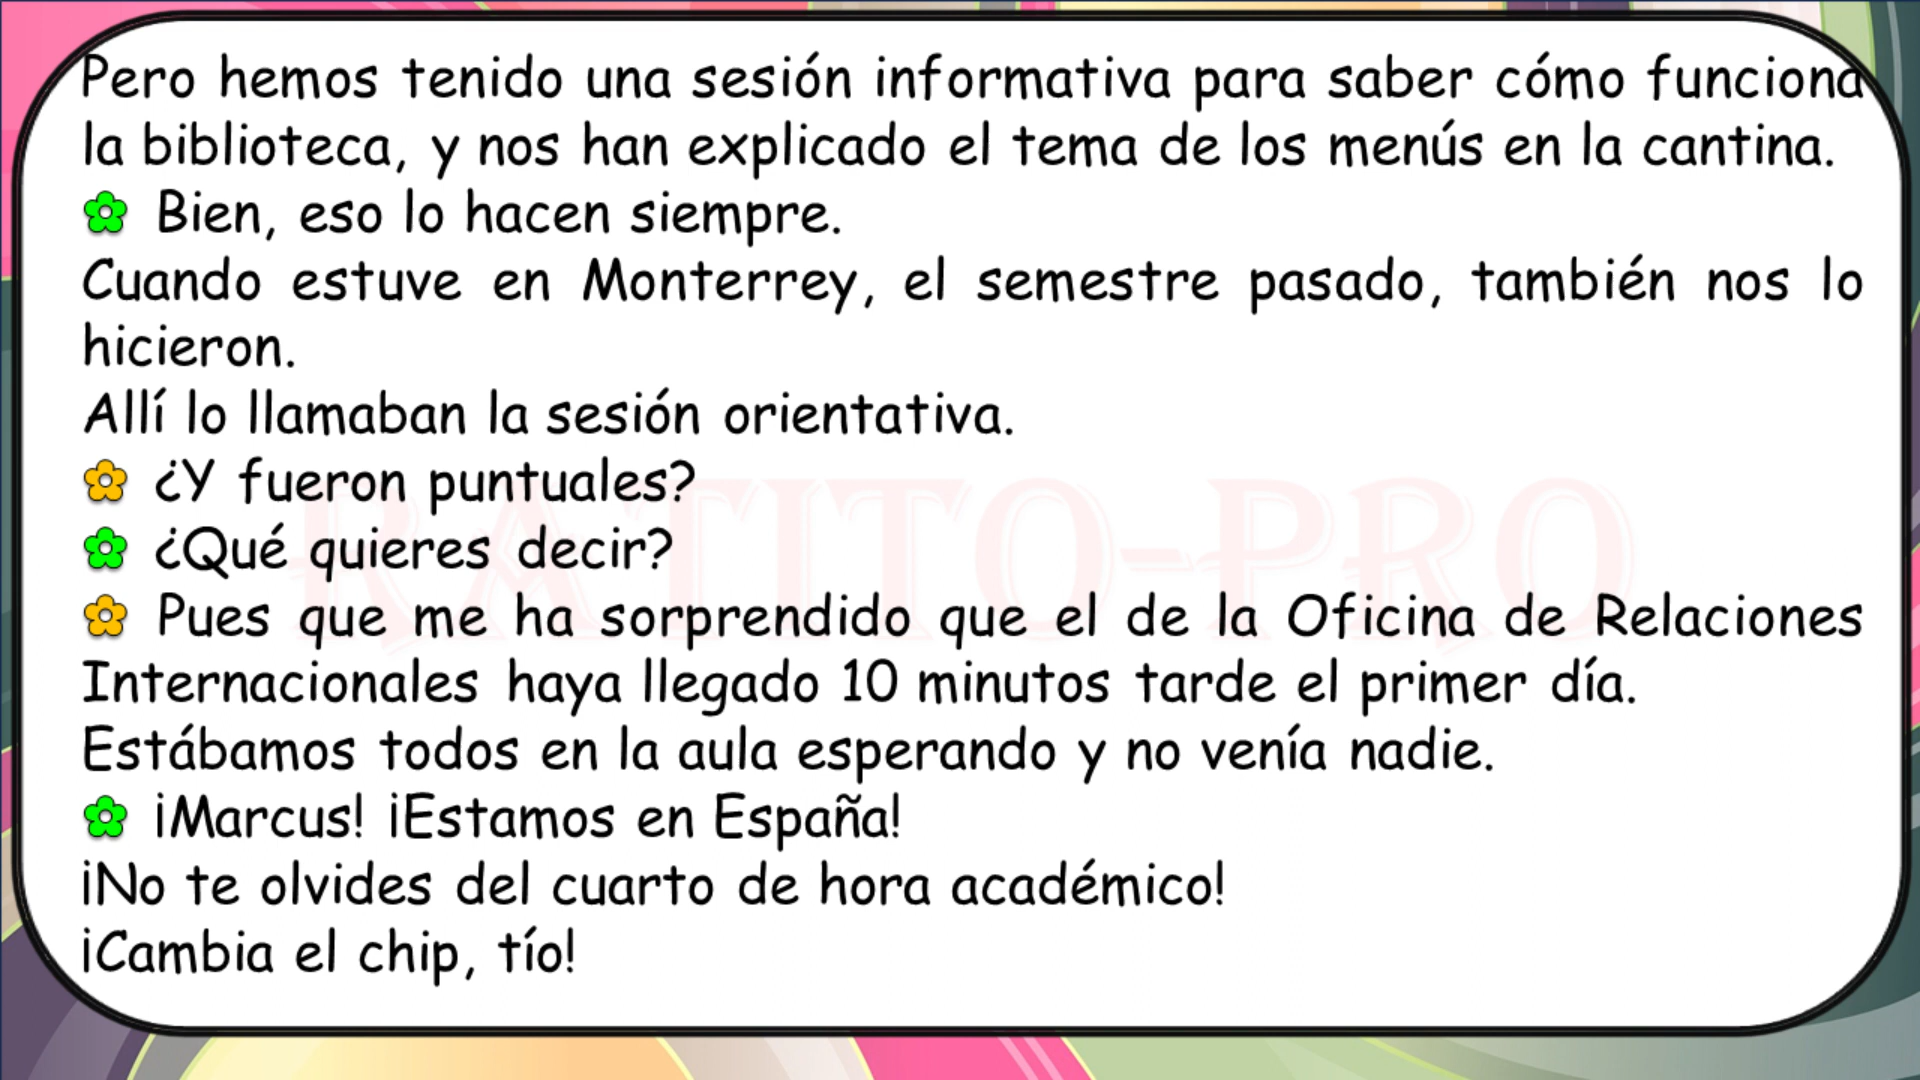 Pero hemos tenido una sesión informativa para saber cómo funciona
la biblioteca, y nos han explicado el tema de los menús en la cantina.
Bien, eso lo hacen siempre.
Cuando estuve en Monterrey, el semestre pasado, también nos lo
hicieron.
Allí lo llamaban la sesión orientativa.
¿Y fueron puntuales?
¿Qué quieres decir?
Pues que me ha sorprendido que el de la Oficina de Relaciones
Internacionales haya llegado 10 minutos tarde el primer día.
Estábamos todos en la aula esperando y no venía nadie.
¡Marcus! ¡Estamos en España!
¡No te olvides del cuarto de hora académico!
¡Cambia el chip, tío!
RATITO-PRO